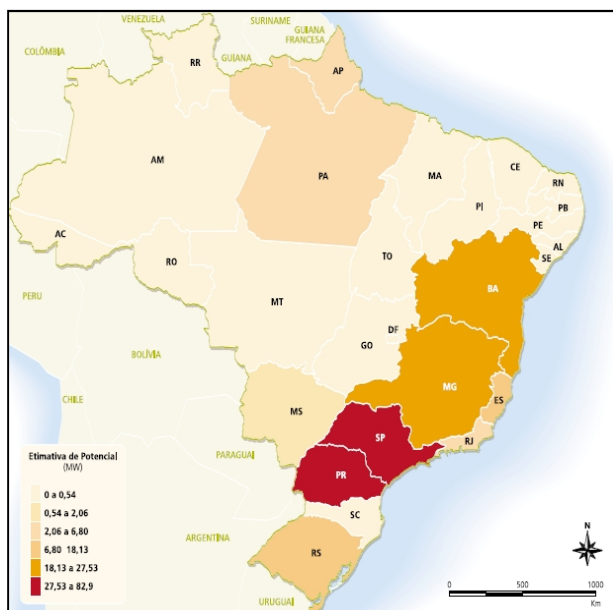 VENEZUELA
SURINAME
GUIANA
FRANCESA
COLÔMBIA
GUIANA
RR
AP
AM
PA
MA
CE
RN
PB
PI
PE
AL
SE
AC
RO
TO
BA
MT
PERU
DF
GO
BOLÍVIA
MG
ES
MS
CHILE
SP
RJ
PARAGUAI
PR
SC
ARGENTINA
RS
URUGUAI
Estimativa de Potencial
(MW)
0 a 0,54
0,54 a 2,06
2,06 a 6,80
6,80 18,13
18,13 a 27,53
27,53 a 82,9
N
0 500 1000
Km